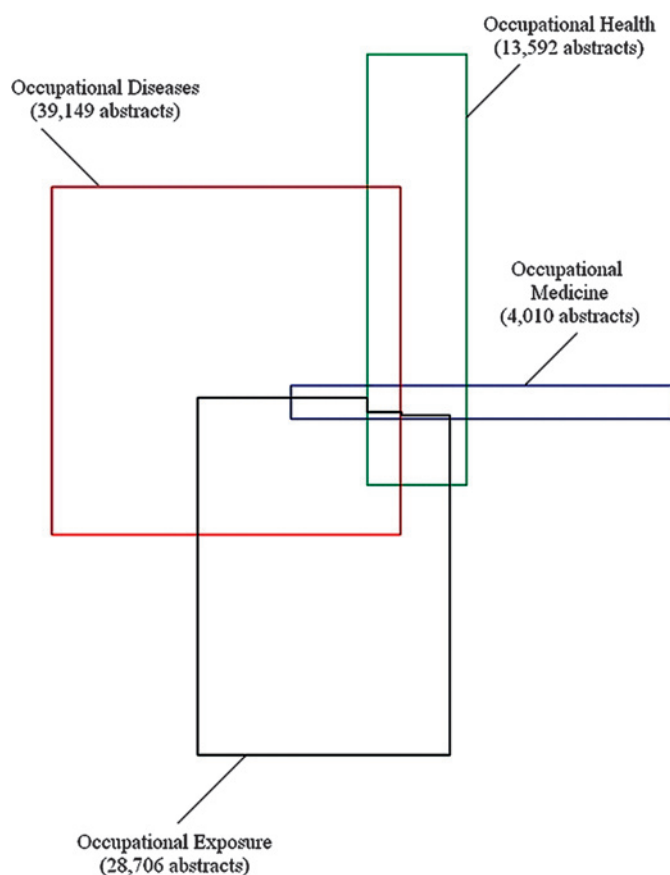 Occupational Health
(13,592 abstracts)
Occupational Diseases
(39,149 abstracts)
Occupational
Medicine
(4,010 abstracts)
Occupational Exposure
(28,706 abstracts)